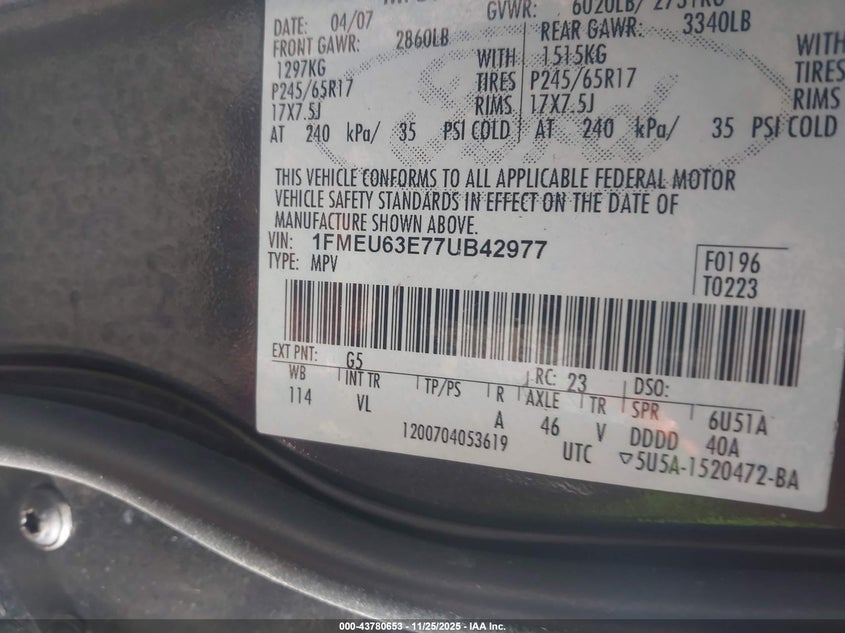 DATE: 04/07 GVWR: 6020LB/
FRONT GAWR: 2860LB REAR GAWR: 3340LB
1297KG WITH 1515KG WITH
P245/65R17 TIRES P245/65R17 TIRES
17X7.5J RIMS 17X7.5J RIMS
AT 240 kPa/ 35 PSI COLD AT 240 kPa/ 35 PSI COLD
THIS VEHICLE CONFORMS TO ALL APPLICABLE FEDERAL MOTOR
VEHICLE SAFETY STANDARDS IN EFFECT ON THE DATE OF
MANUFACTURE SHOWN ABOVE.
VIN: 1FMEU63E77UB42977
TYPE: MPV
F0196
T0223
EXT PNT: G5 RC: 23 DSO:
WB INT TR TP/PS R AXLE TR SPR 6U51A
114 VL A 46 V DDDD 40A
1200704053619 UTC ▽5U5A-1520472-BA
000-43780653 - 11/25/2025 - IAA Inc.